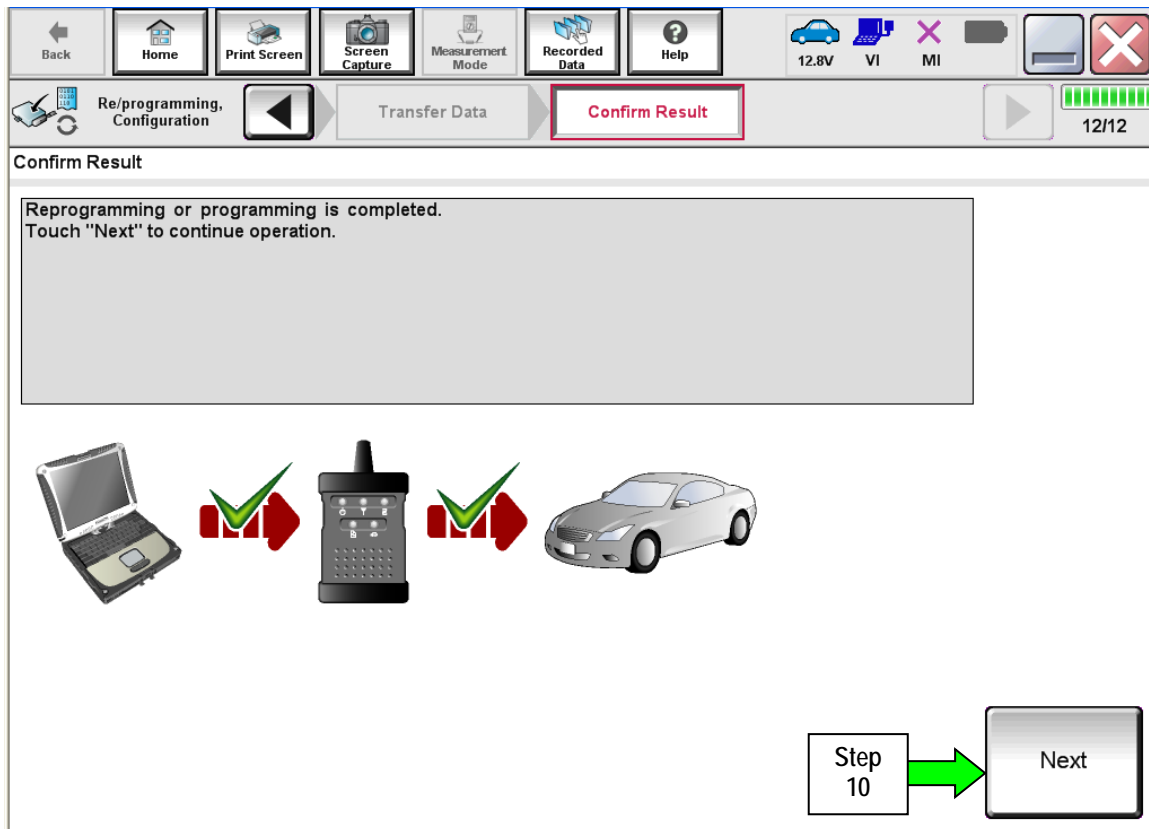 Back
Home
Print Screen
Screen
Capture
Measurement
Mode
Recorded
Data
Help
12.8V
VI
MI
Re/programming,
Configuration
Transfer Data
Confirm Result
12/12
Confirm Result
Reprogramming or programming is completed.
Touch "Next" to continue operation.
Step
10
Next